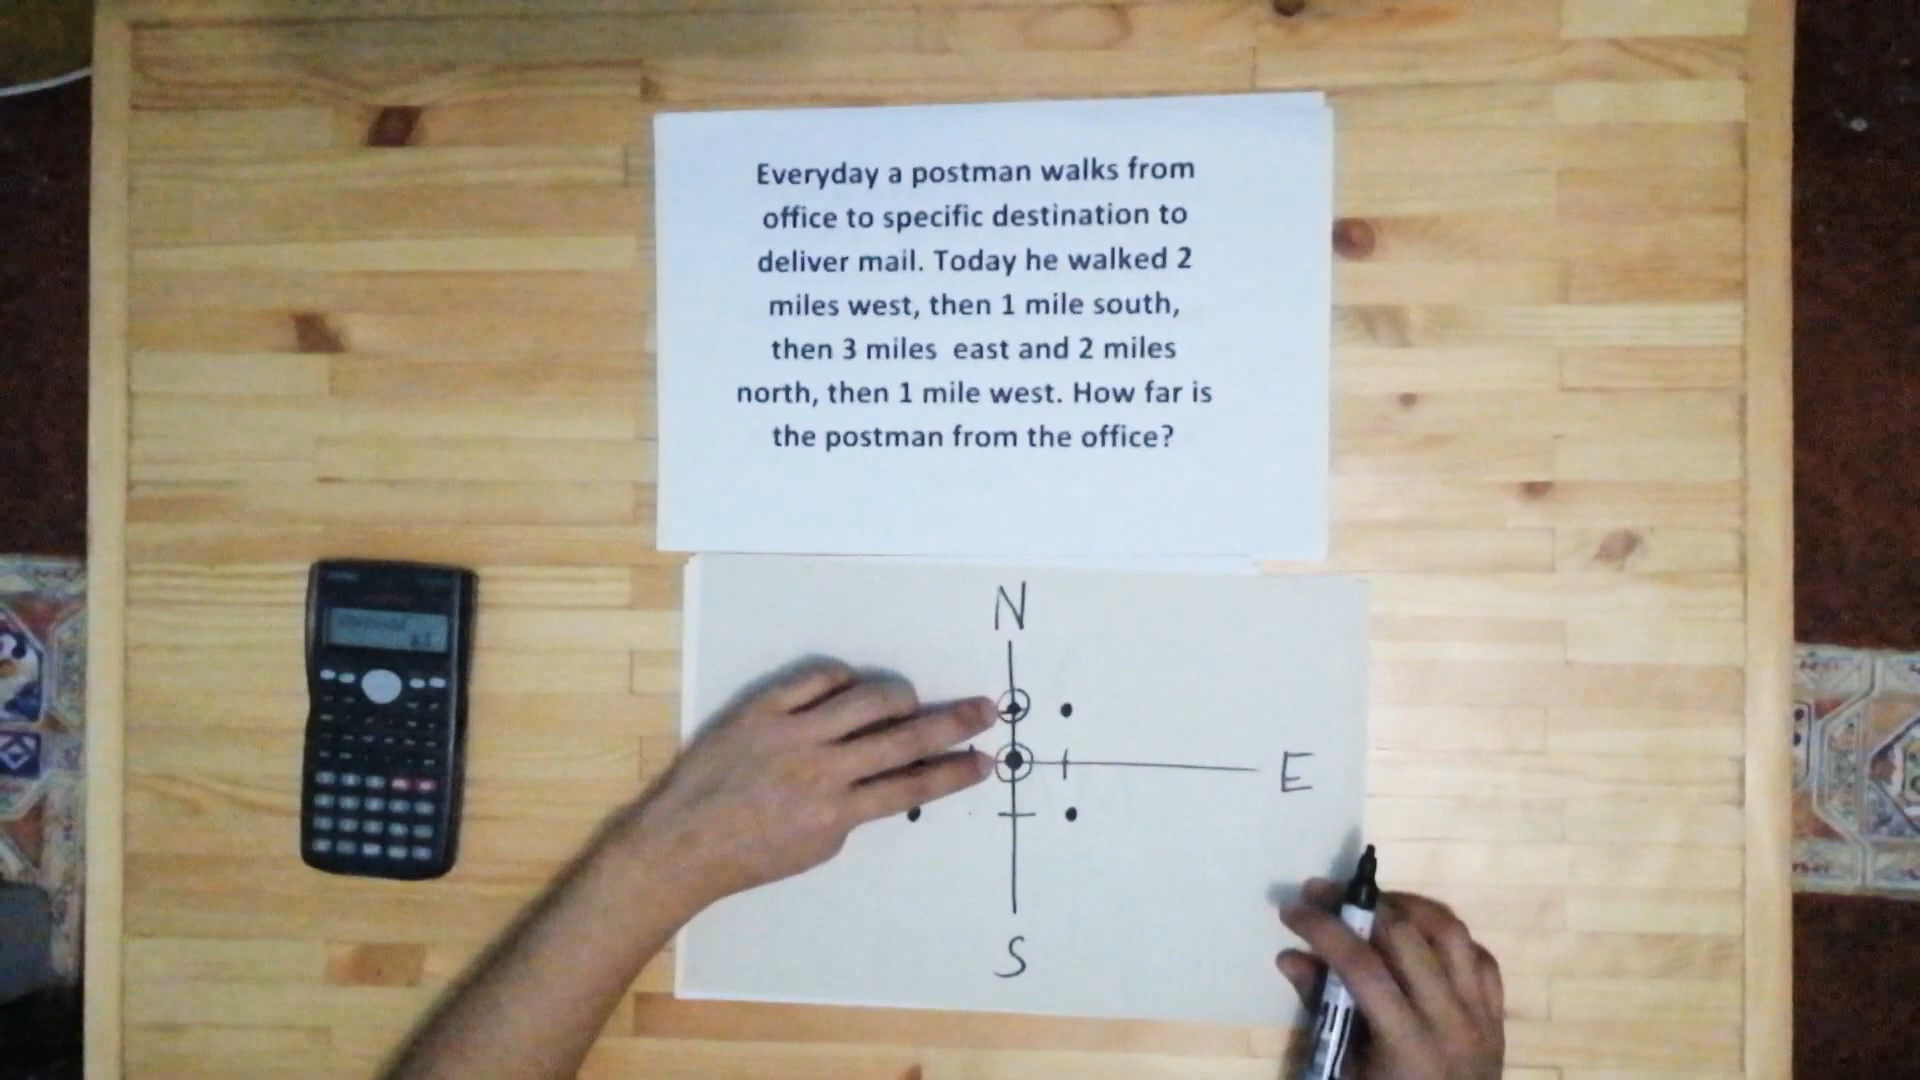 Everyday a postman walks from
office to specific destination to
deliver mail. Today he walked 2
miles west, then 1 mile south,
then 3 miles east and 2 miles
north, then 1 mile west. How far is
the postman from the office?
N
E
S